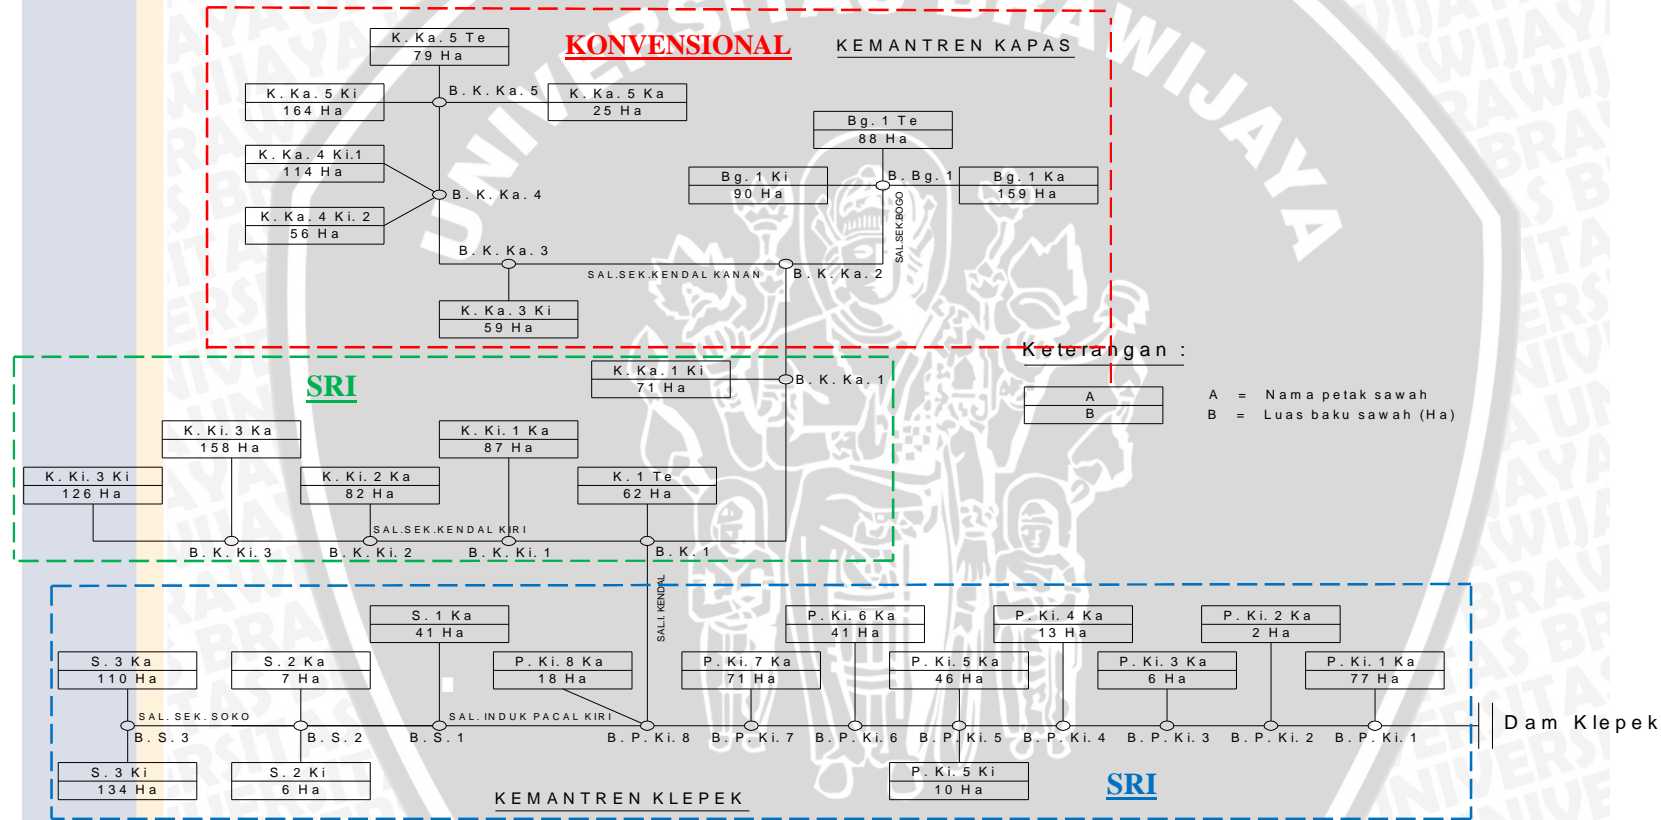 UNIVERSITAS BRAWIJAYA
K. Ka. 5 Te
79 Ha
KONVENSIONAL
KEMANTREN KAPAS
K. Ka. 5 Ki
164 Ha
B. K. Ka. 5
K. Ka. 5 Ka
25 Ha
Bg. 1 Te
88 Ha
K. Ka. 4 Ki.1
114 Ha
Bg. 1 Ki
90 Ha
B. Bg. 1
Bg. 1 Ka
159 Ha
B. K. Ka. 4
K. Ka. 4 Ki. 2
56 Ha
SAL.SEK.BOGO
B. K. Ka. 3
SAL.SEK.KENDAL KANAN
B. K. Ka. 2
K. Ka. 3 Ki
59 Ha
Keterangan :
A
B
A = Nama petak sawah
B = Luas baku sawah (Ha)
SRI
K. Ka. 1 Ki
71 Ha
B. K. Ka. 1
K. Ki. 3 Ka
158 Ha
K. Ki. 1 Ka
87 Ha
K. Ki. 3 Ki
126 Ha
K. Ki. 2 Ka
82 Ha
K. 1 Te
62 Ha
SAL.SEK.KENDAL KIRI
B. K. Ki. 3
B. K. Ki. 2
B. K. Ki. 1
B. K. 1
SAL.I. KENDAL
S. 1 Ka
41 Ha
P. Ki. 6 Ka
41 Ha
P. Ki. 4 Ka
13 Ha
P. Ki. 2 Ka
2 Ha
S. 3 Ka
110 Ha
S. 2 Ka
7 Ha
P. Ki. 8 Ka
18 Ha
P. Ki. 7 Ka
71 Ha
P. Ki. 5 Ka
46 Ha
P. Ki. 3 Ka
6 Ha
P. Ki. 1 Ka
77 Ha
SAL. SEK. SOKO
SAL. INDUK PACAL KIRI
Dam Klepek
B. S. 3
B. S. 2
B. S. 1
B. P. Ki. 8
B. P. Ki. 7
B. P. Ki. 6
B. P. Ki. 5
B. P. Ki. 4
B. P. Ki. 3
B. P. Ki. 2
B. P. Ki. 1
S. 3 Ki
134 Ha
S. 2 Ki
6 Ha
P. Ki. 5 Ki
10 Ha
SRI
KEMANTREN KLEPEK